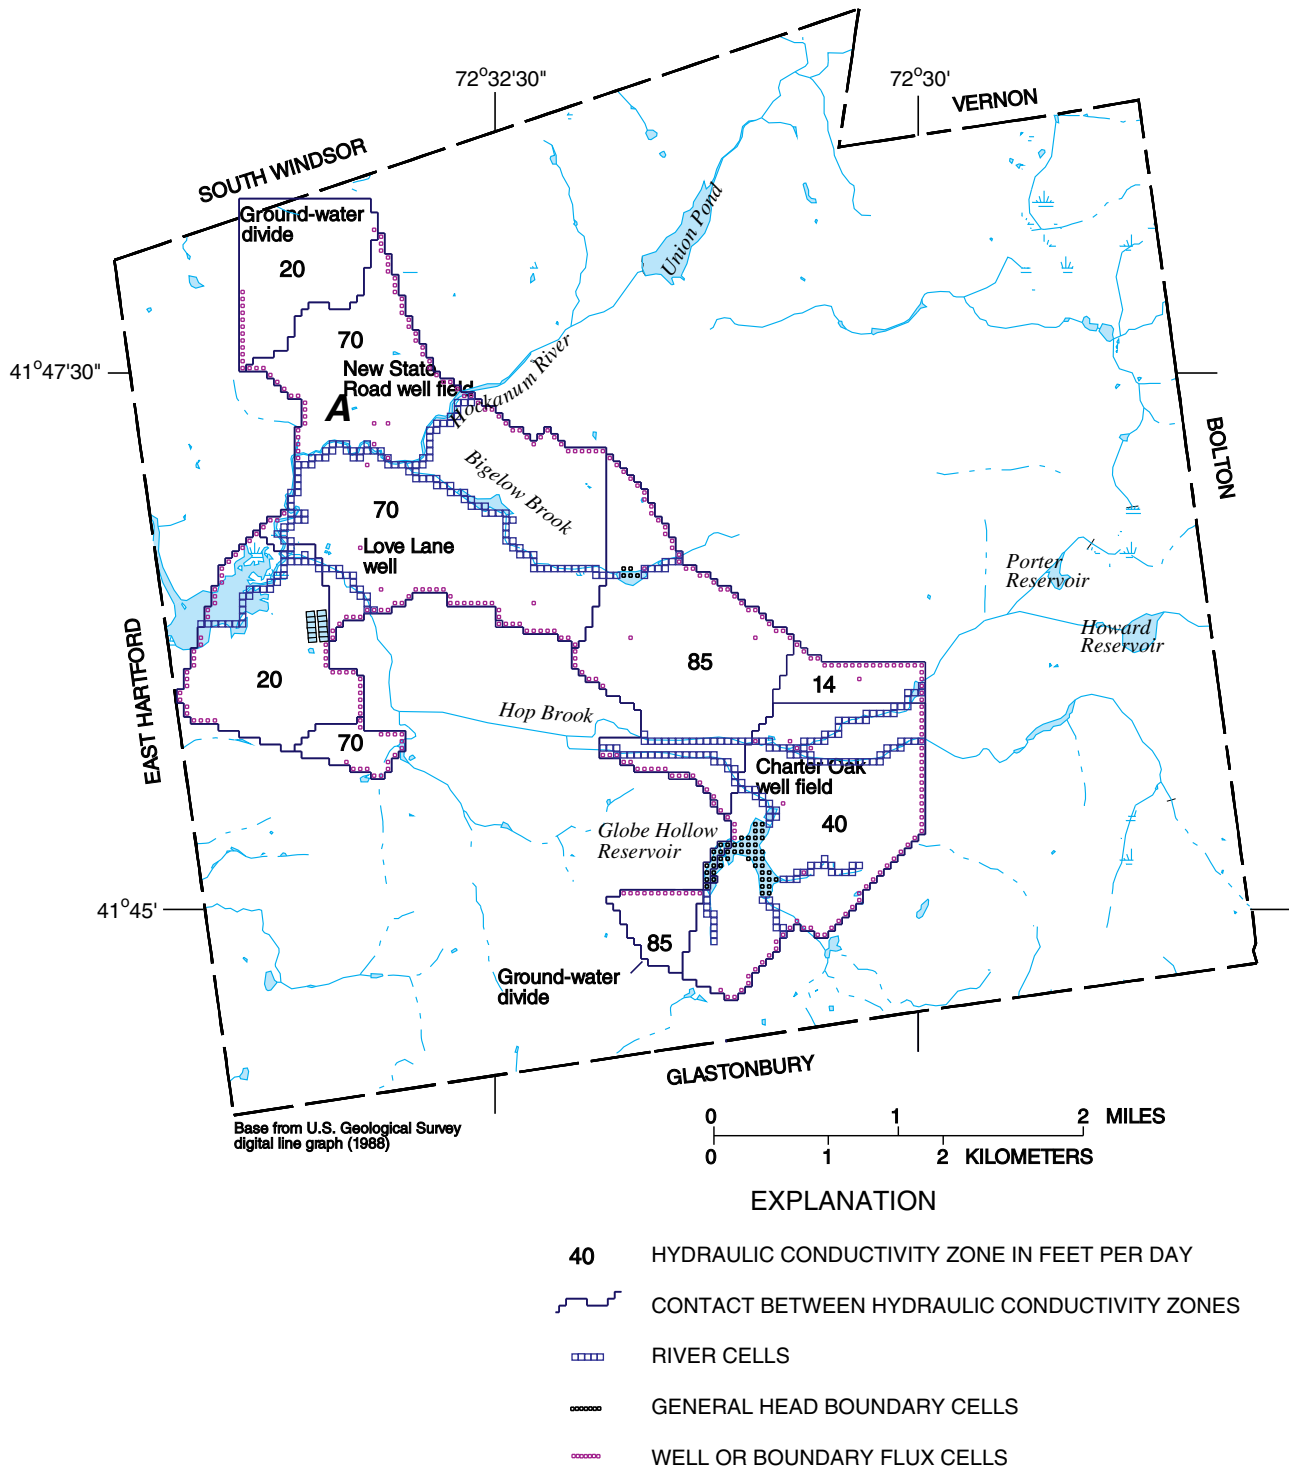 72°32'30"
72°30'
VERNON
SOUTH WINDSOR
Ground-water
divide
20
Union Pond
70
41°47'30"
New State
Road well field
Hockanum River
A
BOLTON
Bigelow Brook
70
Love Lane
well
Porter
Reservoir
Howard
Reservoir
EAST HARTFORD
20
85
14
Hop Brook
70
Charter Oak
well field
40
Globe Hollow
Reservoir
41°45'
85
Ground-water
divide
GLASTONBURY
Base from U.S. Geological Survey
digital line graph (1988)
0 1 2 MILES
0 1 2 KILOMETERS
EXPLANATION
40 HYDRAULIC CONDUCTIVITY ZONE IN FEET PER DAY
CONTACT BETWEEN HYDRAULIC CONDUCTIVITY ZONES
RIVER CELLS
GENERAL HEAD BOUNDARY CELLS
WELL OR BOUNDARY FLUX CELLS